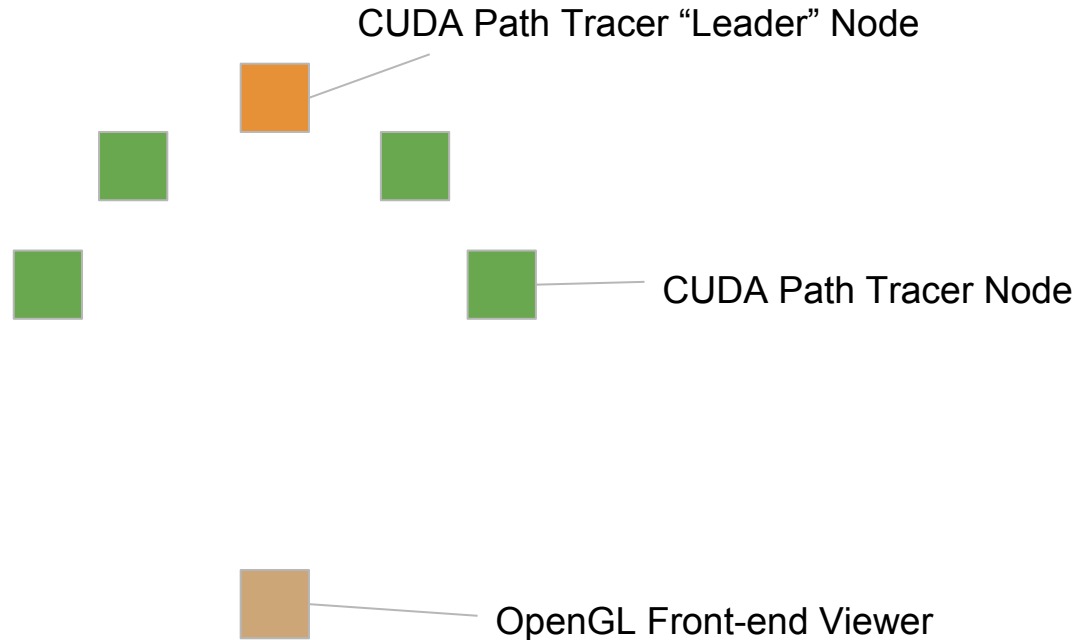 CUDA Path Tracer “Leader” Node
CUDA Path Tracer Node
OpenGL Front-end Viewer